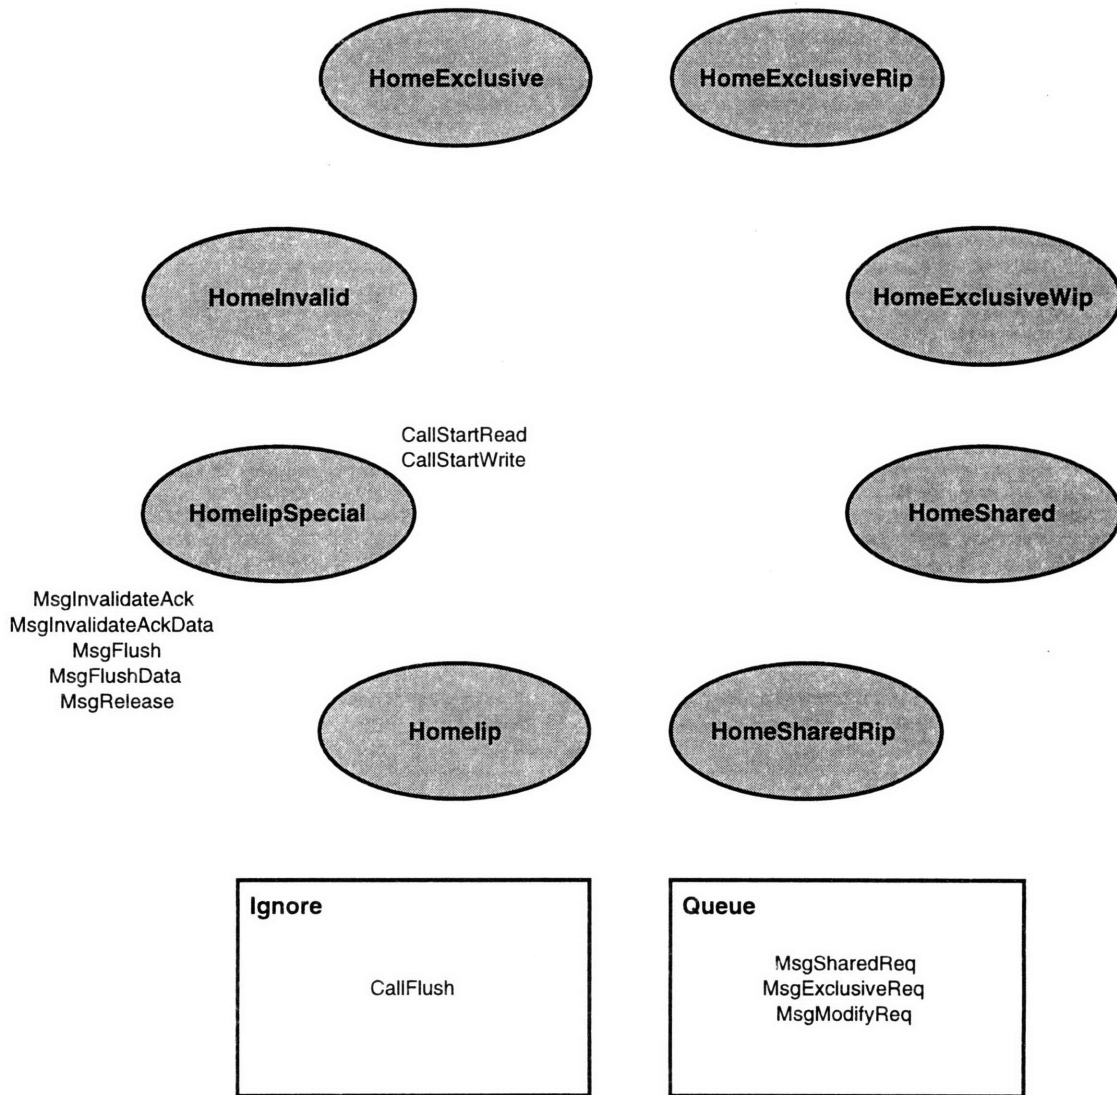 HomeExclusive
HomeExclusiveRip
HomeInvalid
HomeExclusiveWip
CallStartRead
CallStartWrite
HomeIipSpecial
HomeShared
MsgInvalidateAck
MsgInvalidateAckData
MsgFlush
MsgFlushData
MsgRelease
HomeIip
HomeSharedRip
Ignore
CallFlush
Queue
MsgSharedReq
MsgExclusiveReq
MsgModifyReq